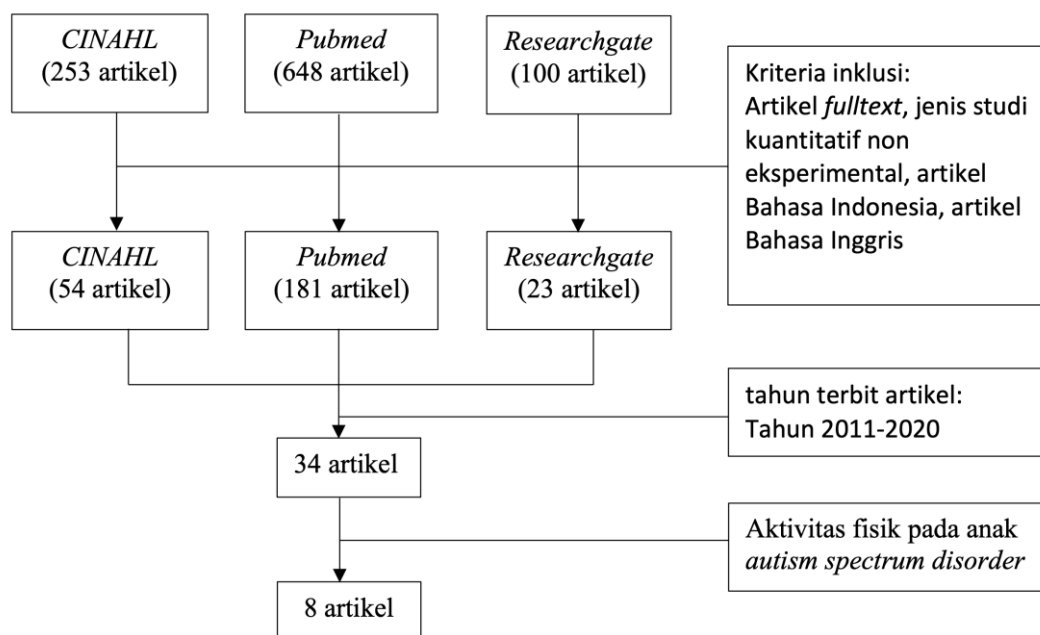 CINAHL
(253 artikel)
Pubmed
(648 artikel)
Researchgate
(100 artikel)
Kriteria inklusi:
Artikel fulltext, jenis studi
kuantitatif non
eksperimental, artikel
Bahasa Indonesia, artikel
Bahasa Inggris
CINAHL
(54 artikel)
Pubmed
(181 artikel)
Researchgate
(23 artikel)
tahun terbit artikel:
Tahun 2011-2020
34 artikel
Aktivitas fisik pada anak
autism spectrum disorder
8 artikel